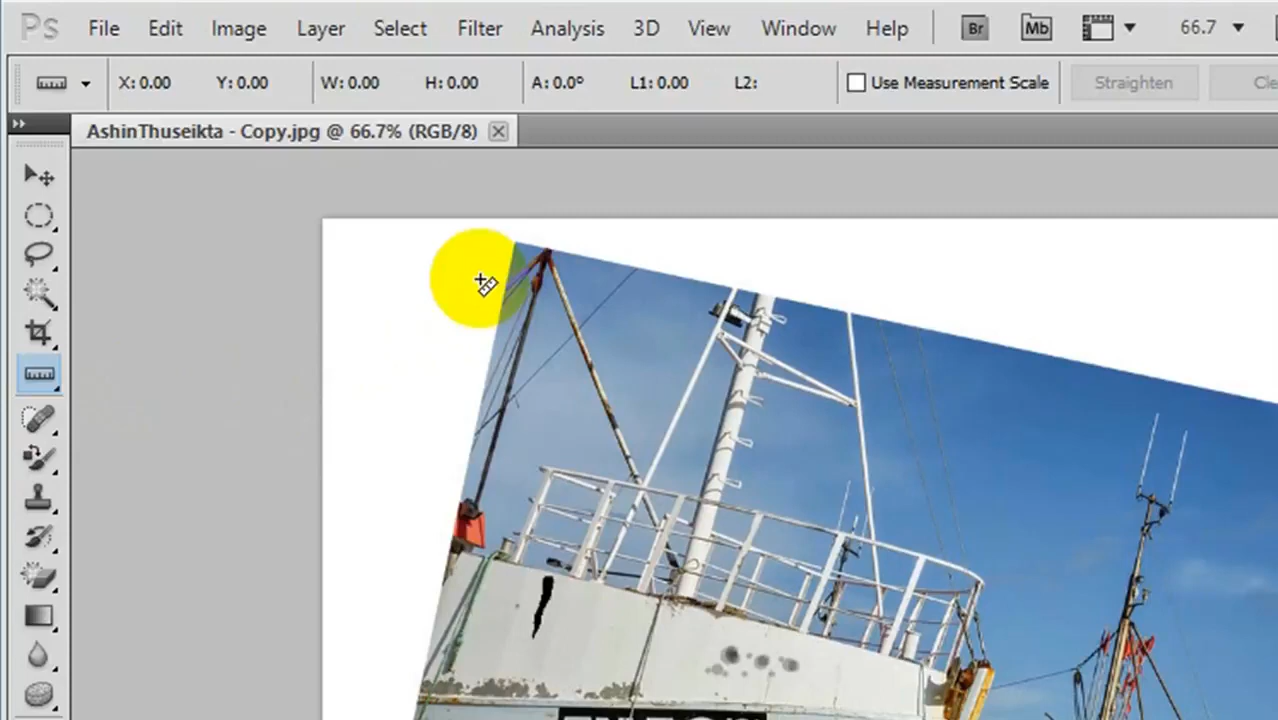 Ps File Edit Image Layer Select Filter Analysis 3D View Window Help Br Mb 66.7
X: 0.00 Y: 0.00 W: 0.00 H: 0.00 A: 0.0° L1: 0.00 L2: Use Measurement Scale Straighten
AshinThuseikta - Copy.jpg @ 66.7% (RGB/8)